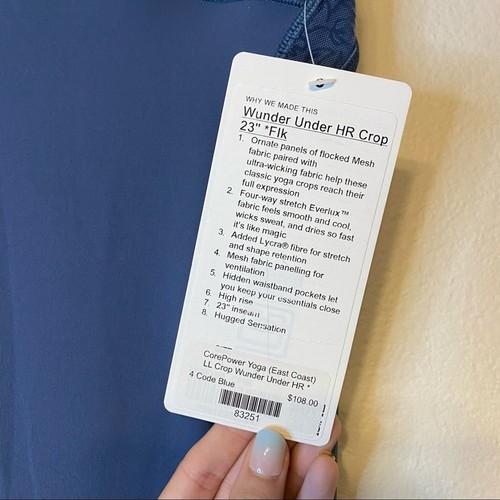 WHY WE MADE THIS
Wunder Under HR Crop
23" *Flk
1. Ornate panels of flocked Mesh
fabric paired with
ultra-wicking fabric help these
classic yoga crops reach their
full expression
2. Four-way stretch Everlux™
fabric feels smooth and cool,
wicks sweat, and dries so fast
it's like magic
3. Added Lycra® fibre for stretch
and shape retention
4. Mesh fabric panelling for
ventilation
5. Hidden waistband pockets let
you keep your essentials close
6. High rise
7. 23" inseam
8. Hugged Sensation
CorePower Yoga (East Coast)
LL Crop Wunder Under HR *
4 Code Blue
$108.00
83251